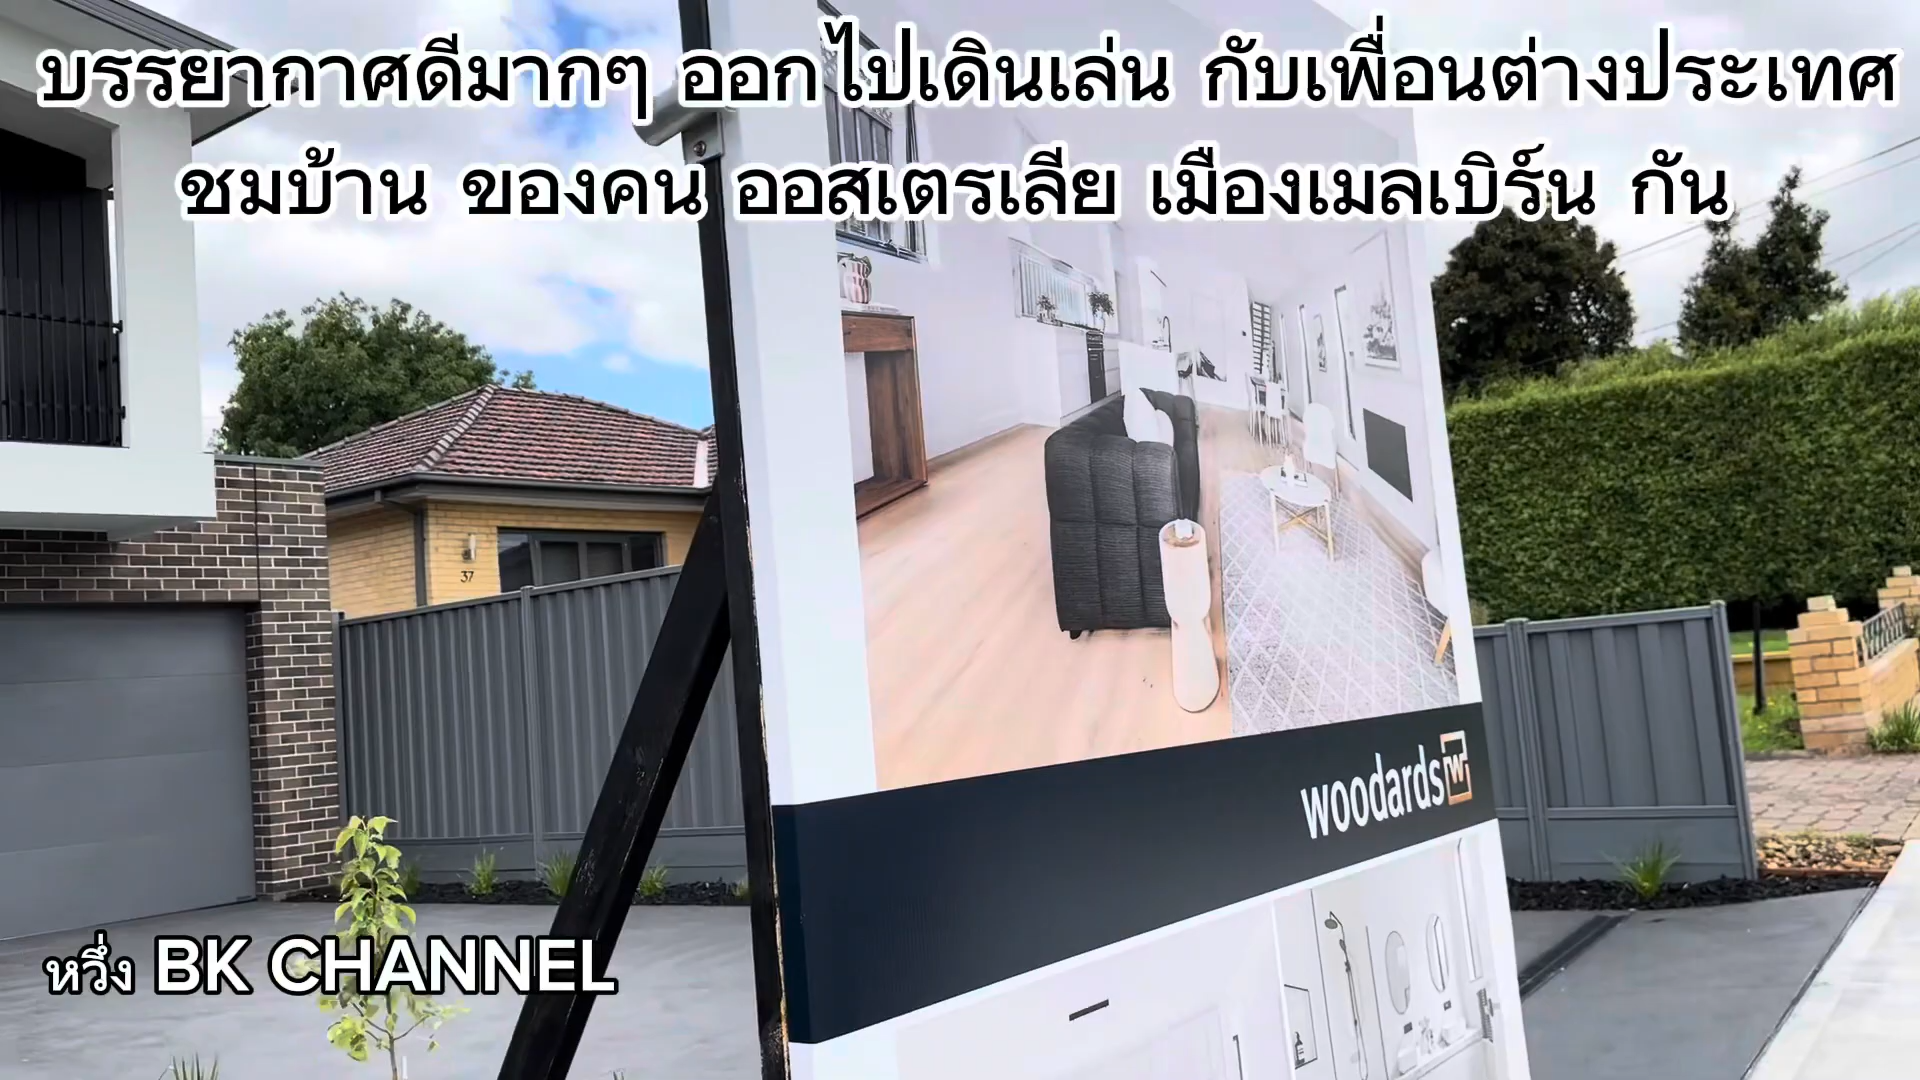 บรรยากาศดีมากๆ ออกไปเดินเล่น กับเพื่อนต่างประเทศ
ชมบ้าน ของคน ออสเตรเลีย เมืองเมลเบิร์น กัน
37
woodards w
หวึ่ง BK CHANNEL